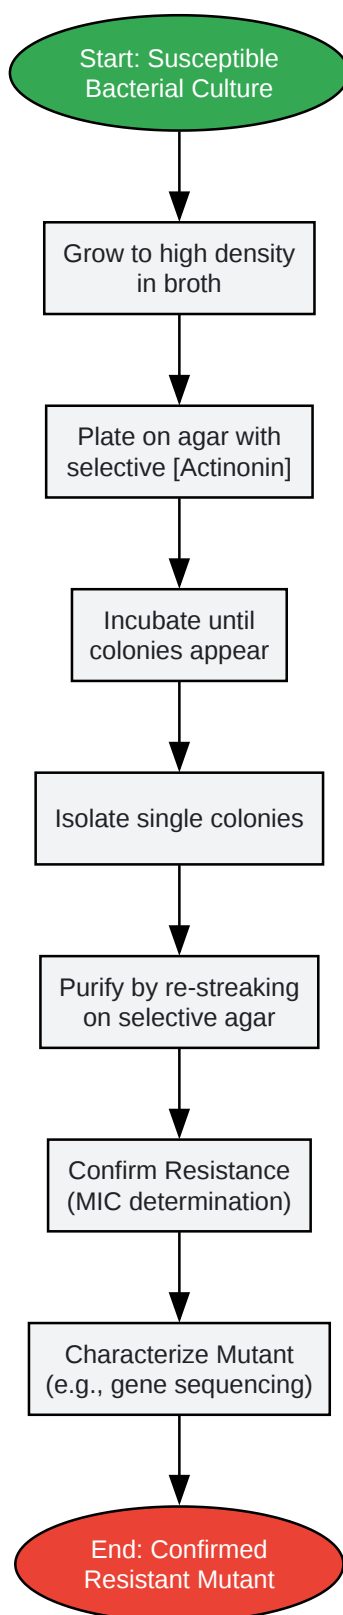 Start: Susceptible
Bacterial Culture
Grow to high density
in broth
Plate on agar with
selective [Actinonin]
Incubate until
colonies appear
Isolate single colonies
Purify by re-streaking
on selective agar
Confirm Resistance
(MIC determination)
Characterize Mutant
(e.g., gene sequencing)
End: Confirmed
Resistant Mutant